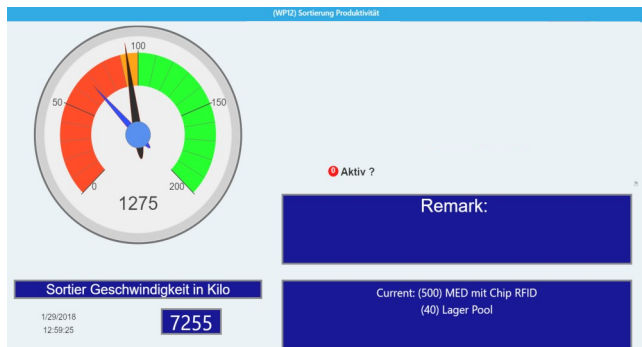 (WP12) Sortierung Produktivität
100
50
150
0
200
1275
0 Aktiv ?
Remark:
Sortier Geschwindigkeit in Kilo
Current: (500) MED mit Chip RFID
(40) Lager Pool
1/29/2018
12:59:25
7255